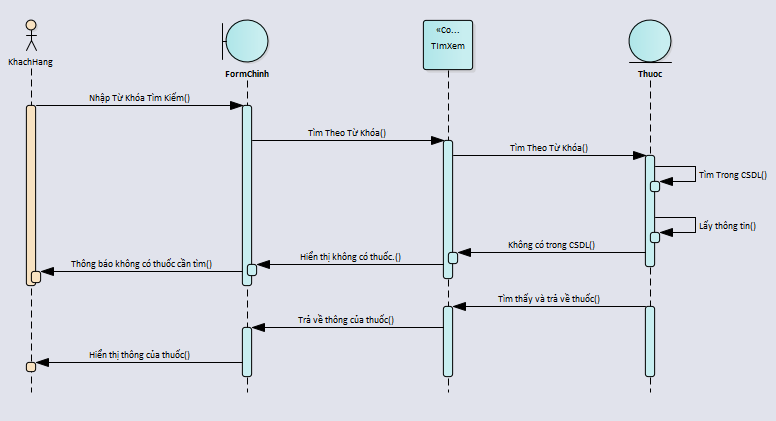 «Co...
TimXem
KhachHang
FormChinh
Thuoc
Nhập Từ Khóa Tìm Kiếm()
Tìm Theo Từ Khóa()
Tìm Theo Từ Khóa()
Tìm Trong CSDL()
Lấy thông tin()
Không có trong CSDL()
Hiển thị không có thuốc.()
Thông báo không có thuốc cần tìm()
Tìm thấy và trả về thuốc()
Trả về thông của thuốc()
Hiển thị thông của thuốc()